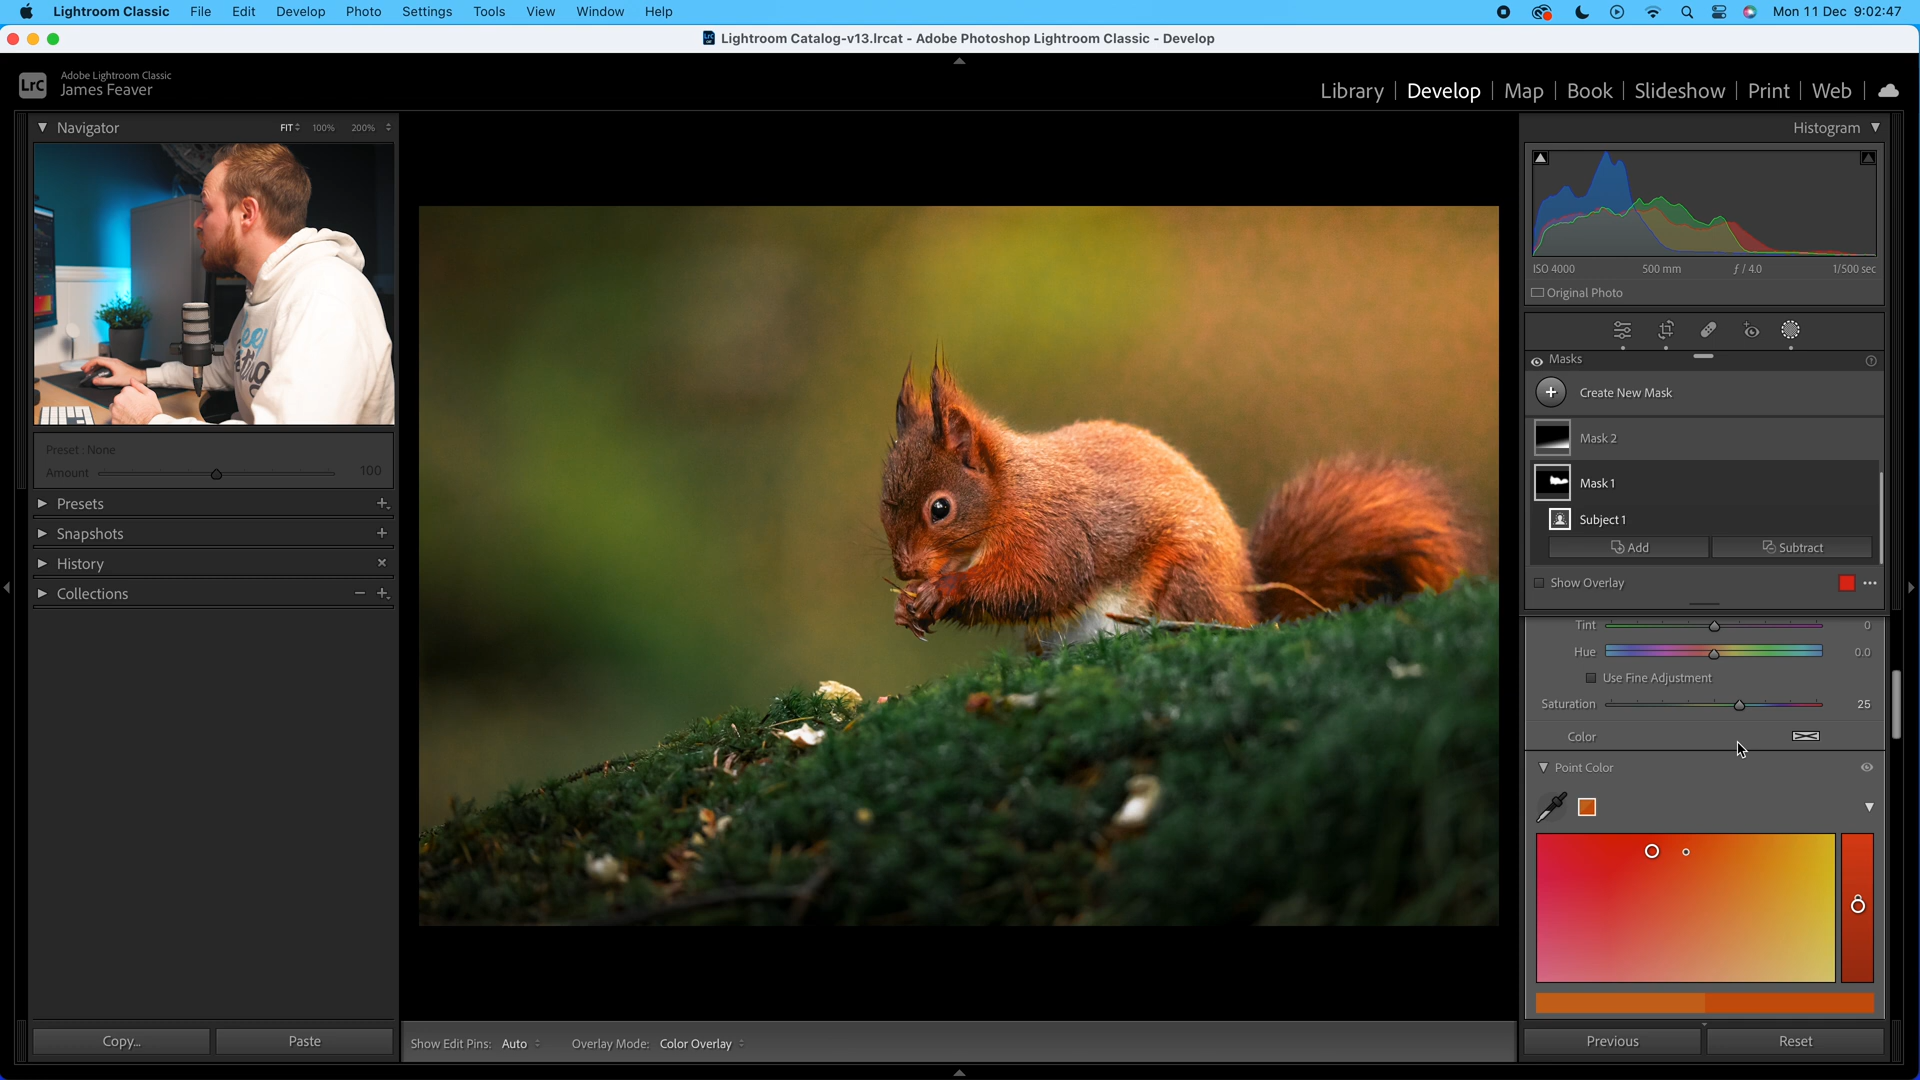 Lightroom Classic File Edit Develop Photo Settings Tools View Window Help Mon 11 Dec 9:02:47
LrC Lightroom Catalog-v13.lrcat - Adobe Photoshop Lightroom Classic - Develop
LrC Adobe Lightroom Classic
James Feaver
Library | Develop | Map | Book | Slideshow | Print | Web |
Navigator FIT 100% 200%
Preset : None
Amount 100
Presets
Snapshots
History
Collections
Copy... Paste
Show Edit Pins: Auto Overlay Mode: Color Overlay
Histogram
ISO 4000 500 mm ƒ / 4.0 1/500 sec
Original Photo
Masks
Create New Mask
Mask 2
Mask 1
Subject 1
Add Subtract
Show Overlay
Tint 0
Hue 0.0
Use Fine Adjustment
Saturation 25
Color
Point Color
Previous Reset